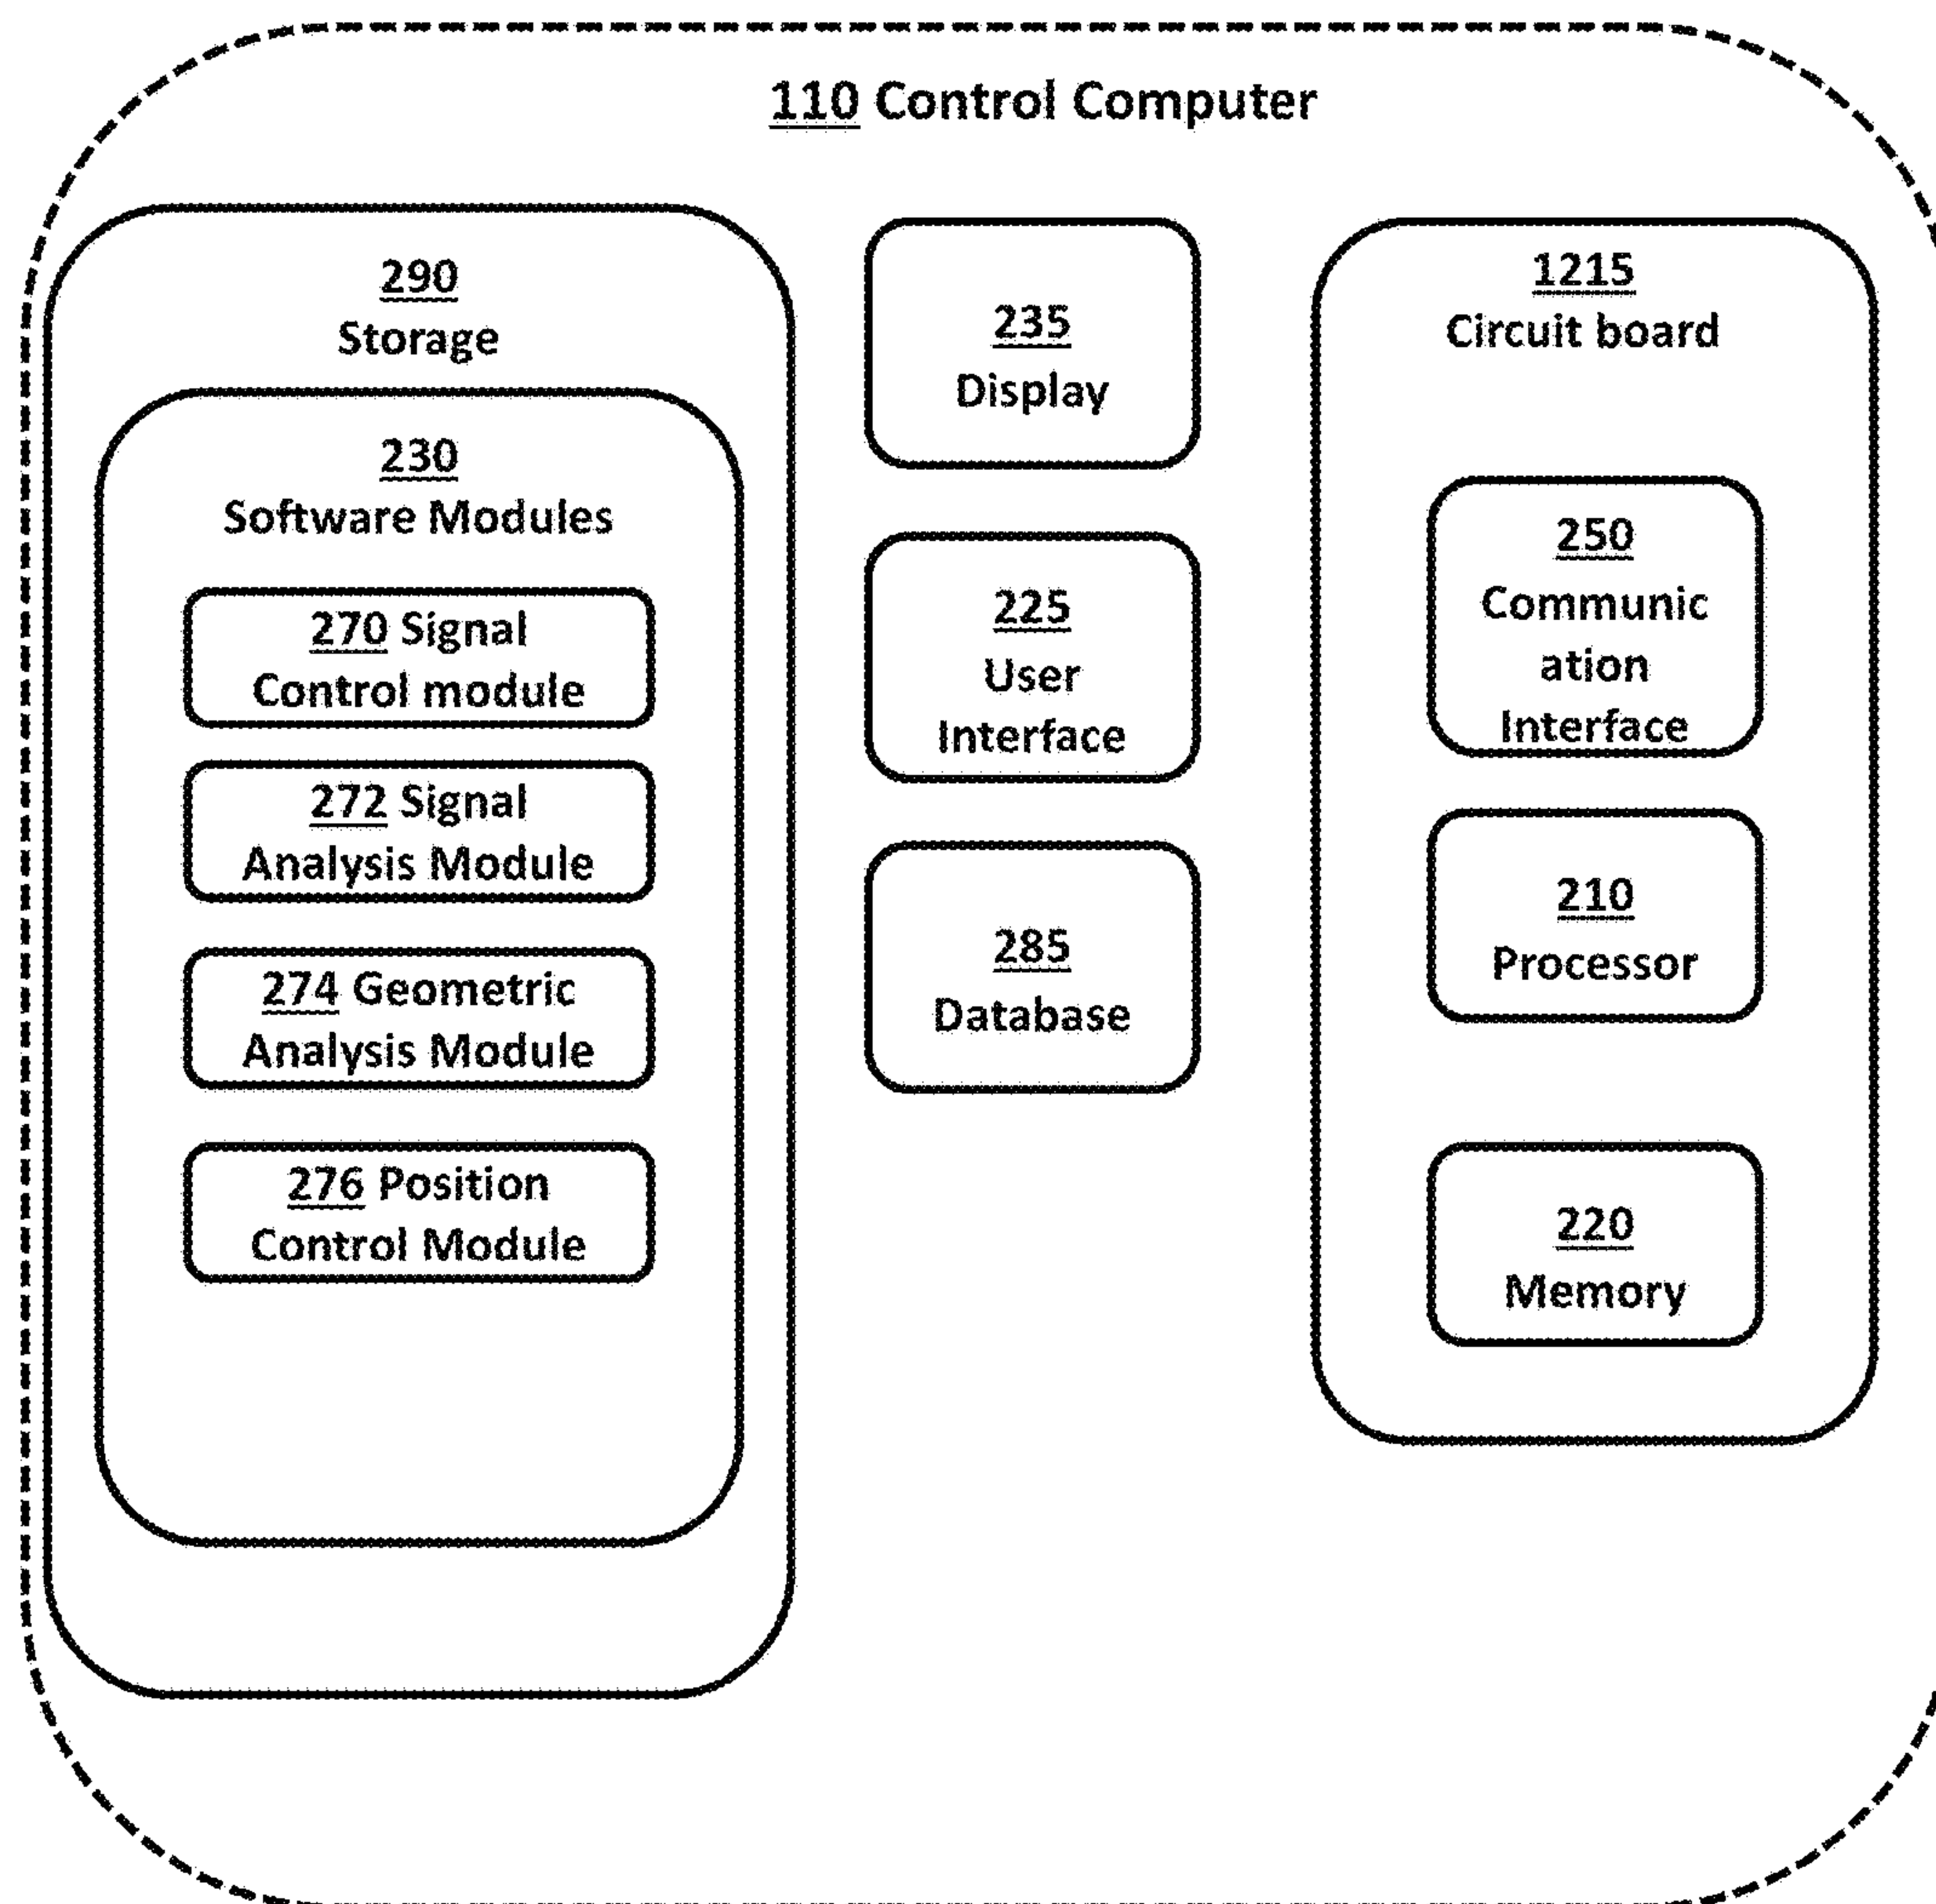 110 Control Computer
290
Storage
230
Software Modules
270 Signal
Control module
272 Signal
Analysis Module
274 Geometric
Analysis Module
276 Position
Control Module
235
Display
225
User
Interface
285
Database
1215
Circuit board
250
Communic
ation
Interface
210
Processor
220
Memory